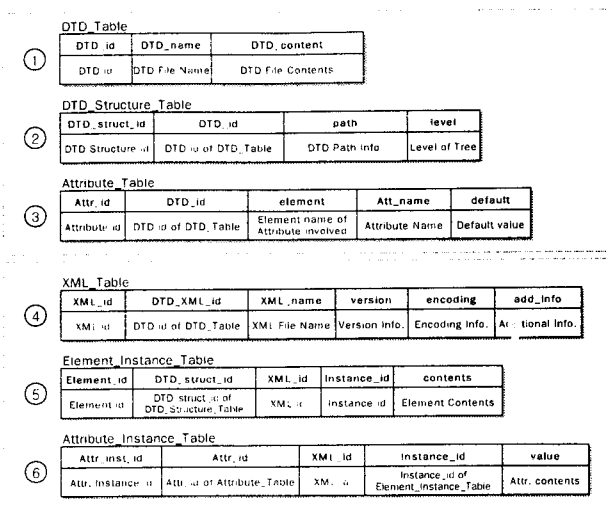 DTD_Table
① DTD_id DTD_name DTD_content
DTD id DTD File Name DTD File Contents
DTD_Structure_Table
② DTD_struct_id DTD_id path level
DTD Structure id DTD id of DTD_Table DTD Path Info Level of Tree
Attribute_Table
③ Attr_id DTD_id element Att_name default
Attribute id DTD id of DTD_Table Element name of Attribute involved Attribute Name Default value
XML_Table
④ XML_id DTD_XML_id XML_name version encoding add_info
XML id DTD id of DTD_Table XML File Name Version Info. Encoding Info. Info.
Element_Instance_Table
⑤ Element_id DTD_struct_id XML_id Instance_id contents
Element id DTD struct_id of DTD_Structure_Table XML Instance id Element Contents
Attribute_Instance_Table
⑥ Attr_inst_id Attr_id XML_id Instance_id value
Attr. Instance Attr_id of Attribute_Table Instance_id of Element_Instance_Table Attr. contents